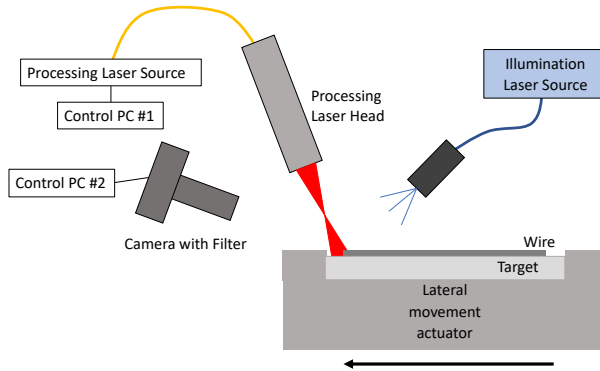 Processing Laser Source
Control PC #1
Control PC #2
Camera with Filter
Processing
Laser Head
Illumination
Laser Source
Wire
Target
Lateral
movement
actuator